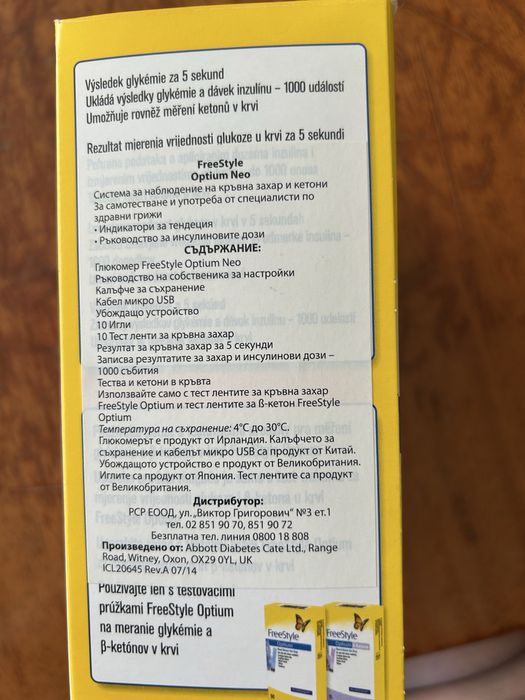 Výsledek glykémie za 5 sekund
Ukládá výsledky glykémie a dávek inzulínu – 1000 událostí
Umožňuje rovněž měření ketonů v krvi
Rezultat mierenia vrijednosti glukoze u krvi za 5 sekundi
FreeStyle
Optium Neo
Система за наблюдение на кръвна захар и кетони
За самотестване и употреба от специалисти по
здравни грижи
• Индикатори за тенденция
• Ръководство за инсулиновите дози
СЪДЪРЖАНИЕ:
Глюкомер FreeStyle Optium Neo
Ръководство на собственика за настройки
Калъфче за съхранение
Кабел микро USB
Убождащо устройство
10 Игли
10 Тест ленти за кръвна захар
Резултат за кръвна захар за 5 секунди
Записва резултатите за захар и инсулинови дози –
1000 събития
Тества и кетони в кръвта
Използвайте само с тест лентите за кръвна захар
FreeStyle Optium и тест лентите за ß-кетон FreeStyle
Optium
Температура на съхранение: 4°C до 30°C.
Глюкомерът е продукт от Ирландия. Калъфчето за
съхранение и кабелът микро USB са продукт от Китай.
Убождащото устройство е продукт от Великобритания.
Иглите са продукт от Япония. Тест лентите са продукт
от Великобритания.
Дистрибутор:
РСР ЕООД, ул. „Виктор Григорович“ №3 ет.1
тел. 02 851 90 70, 851 90 72
Безплатна тел. линия 0800 18 808
Произведено от: Abbott Diabetes Cate Ltd., Range
Road, Witney, Oxon, OX29 0YL, UK
ICL20645 Rev.A 07/14
Používajte len s testovacími
prúžkami FreeStyle Optium
na meranie glykémie a
β-ketónov v krvi
FreeStyle
Optium
FreeStyle
Optium